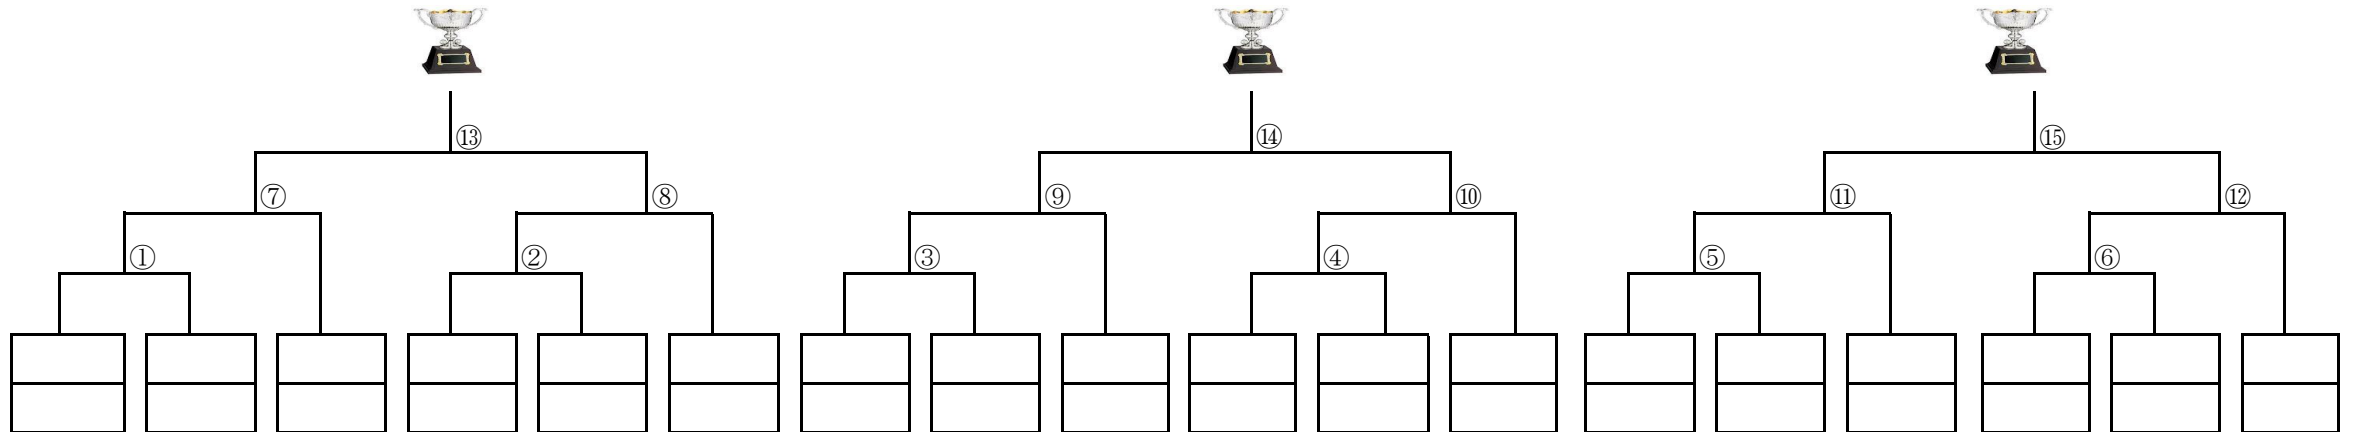 ⑬ ⑭ ⑮
⑦ ⑧ ⑨ ⑩ ⑪ ⑫
① ② ③ ④ ⑤ ⑥